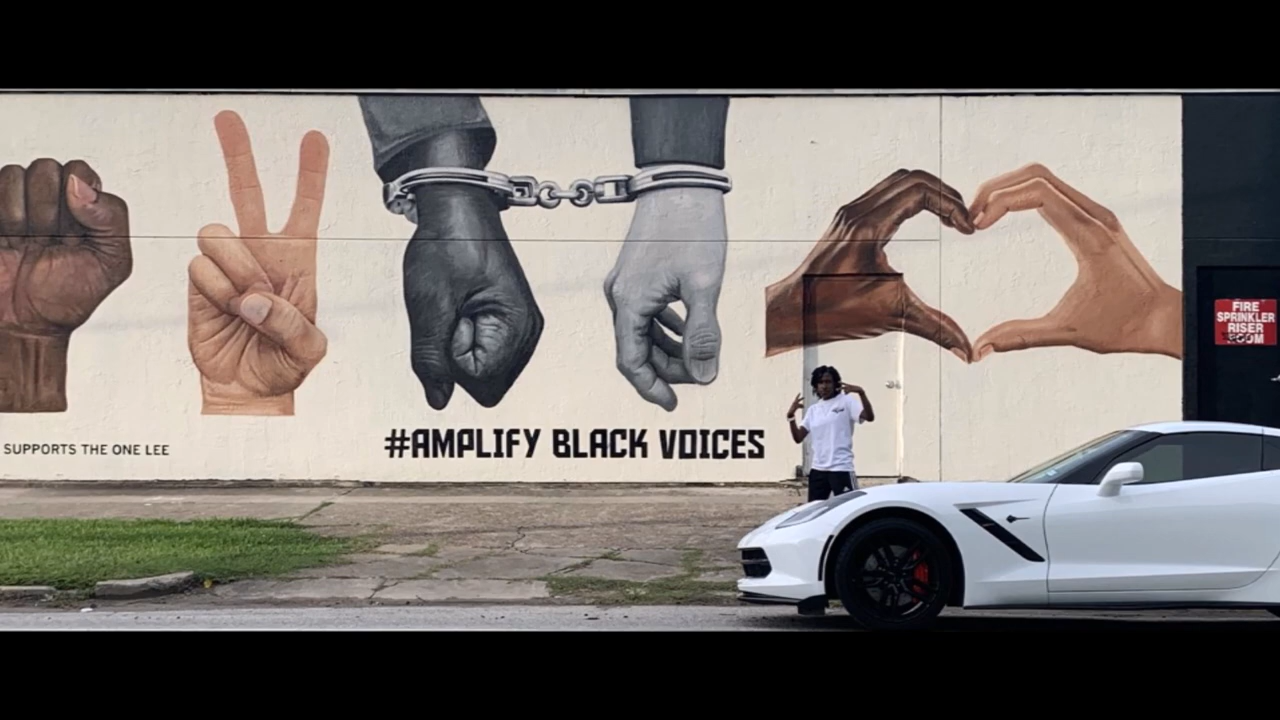 SUPPORTS THE ONE LEE
#AMPLIFY BLACK VOICES
FIRE
SPRINKLER
RISER
ROOM